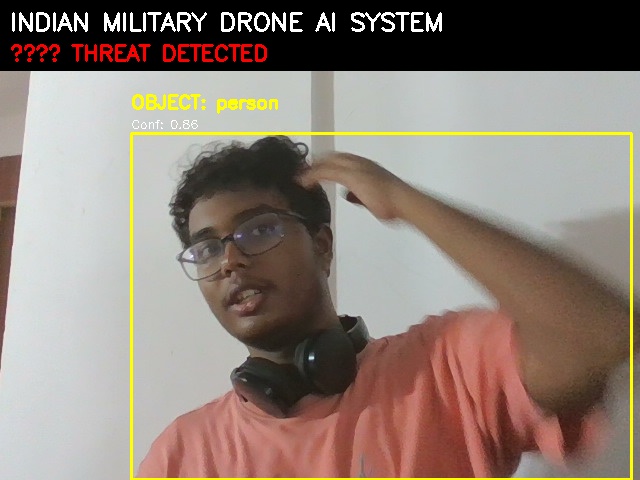 INDIAN MILITARY DRONE AI SYSTEM
???? THREAT DETECTED
OBJECT: person
Conf: 0.86